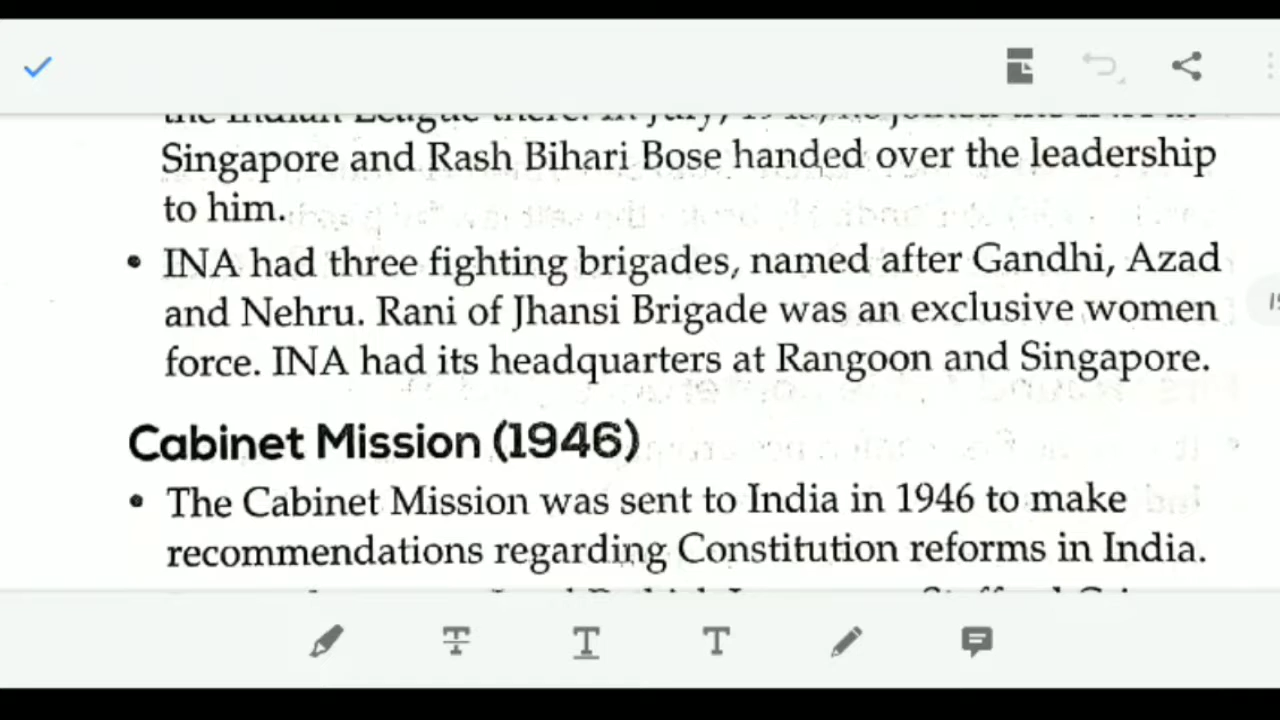 Singapore and Rash Bihari Bose handed over the leadership
to him.
• INA had three fighting brigades, named after Gandhi, Azad
and Nehru. Rani of Jhansi Brigade was an exclusive women
force. INA had its headquarters at Rangoon and Singapore.
Cabinet Mission (1946)
• The Cabinet Mission was sent to India in 1946 to make
recommendations regarding Constitution reforms in India.